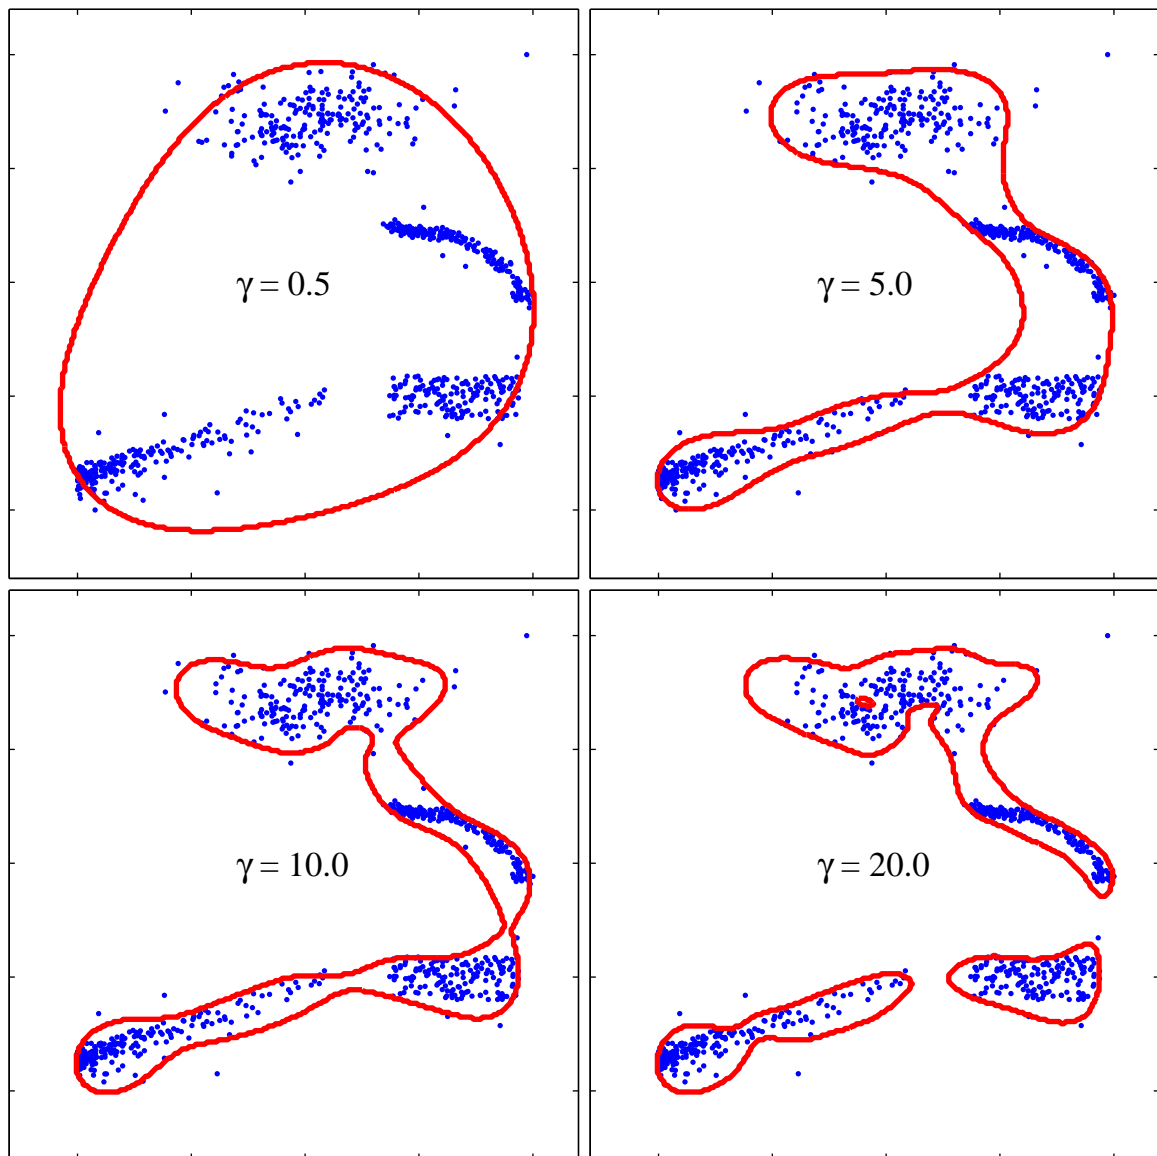 γ = 0.5
γ = 5.0
γ = 10.0
γ = 20.0